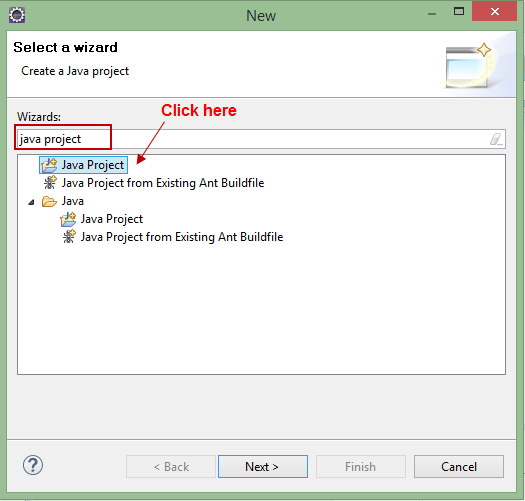 New
Select a wizard
Create a Java project
Wizards:
Click here
java project
Java Project
Java Project from Existing Ant Buildfile
Java
Java Project
Java Project from Existing Ant Buildfile
?
< Back
Next >
Finish
Cancel